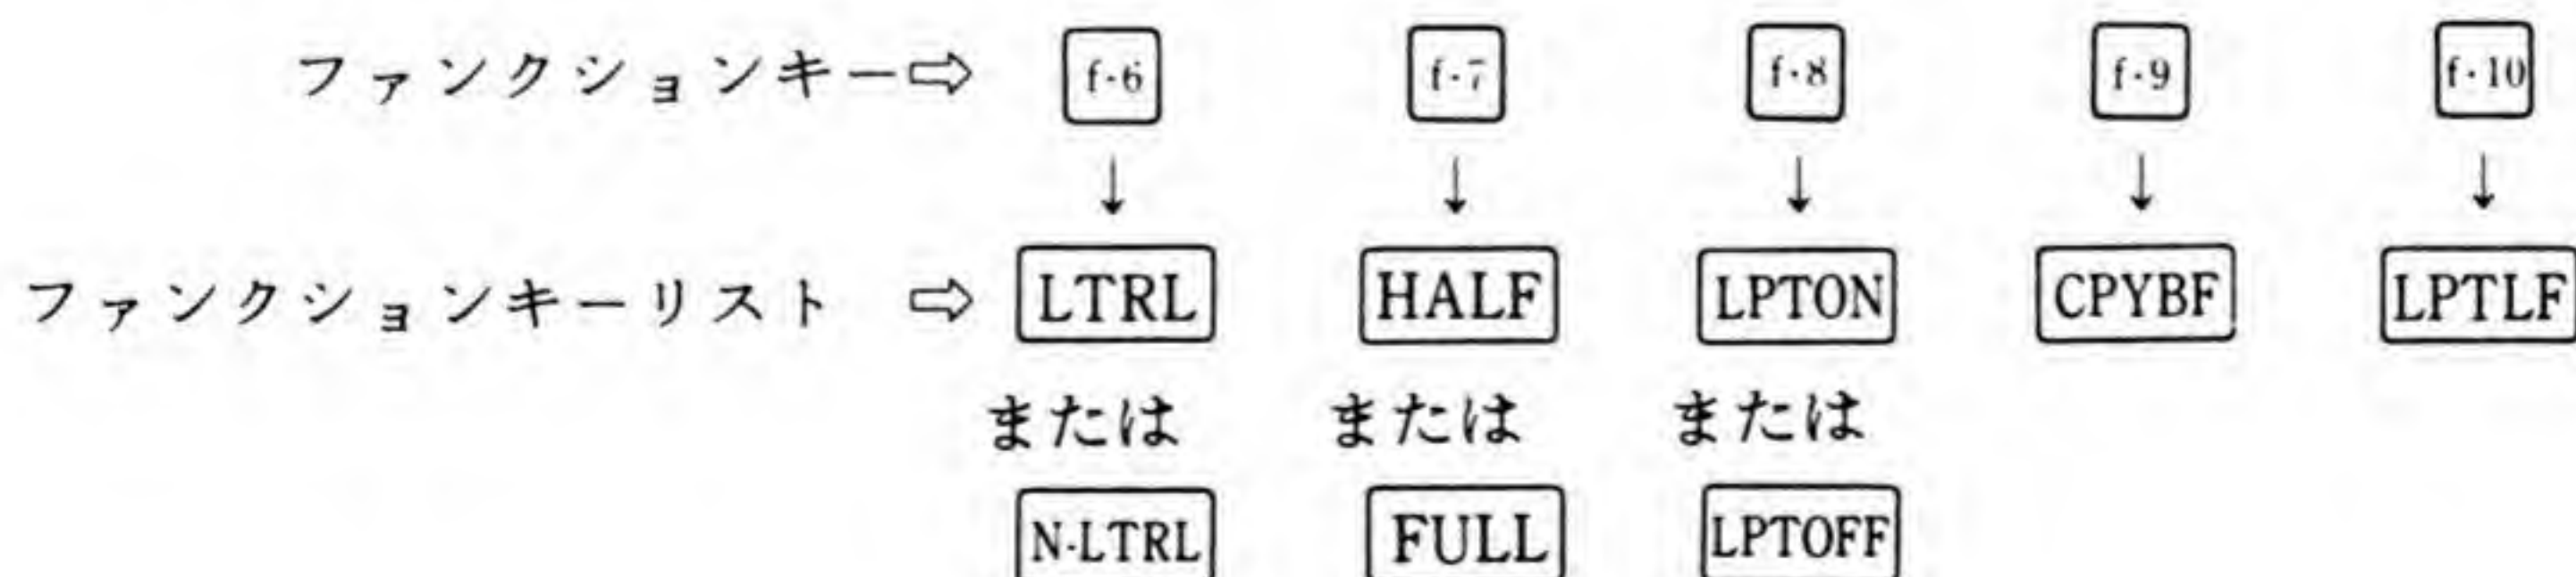 ファンクションキー⇨ f・6 f・7 f・8 f・9 f・10
↓ ↓ ↓ ↓ ↓
ファンクションキーリスト ⇨ LTRL HALF LPTON CPYBF LPTLF
または または または
N-LTRL FULL LPTOFF